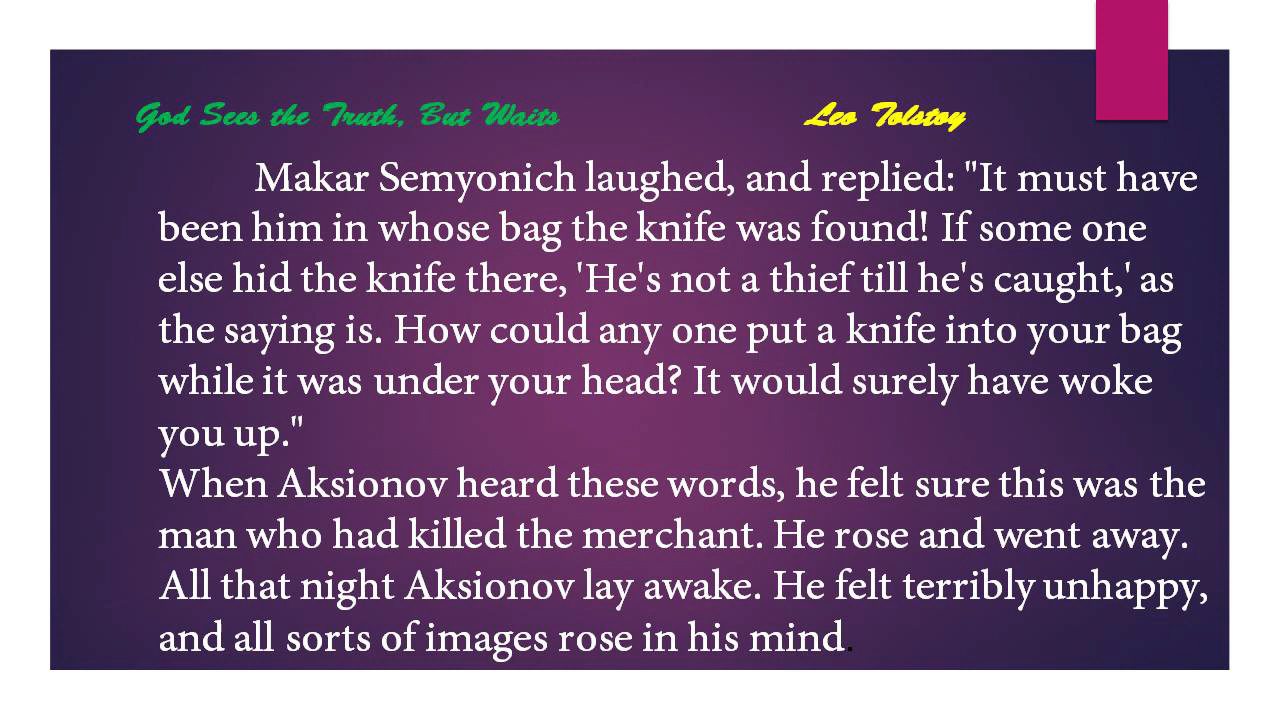 God Sees the Truth, But Waits Leo Tolstoy
Makar Semyonich laughed, and replied: "It must have
been him in whose bag the knife was found! If some one
else hid the knife there, 'He's not a thief till he's caught,' as
the saying is. How could any one put a knife into your bag
while it was under your head? It would surely have woke
you up."
When Aksionov heard these words, he felt sure this was the
man who had killed the merchant. He rose and went away.
All that night Aksionov lay awake. He felt terribly unhappy,
and all sorts of images rose in his mind.